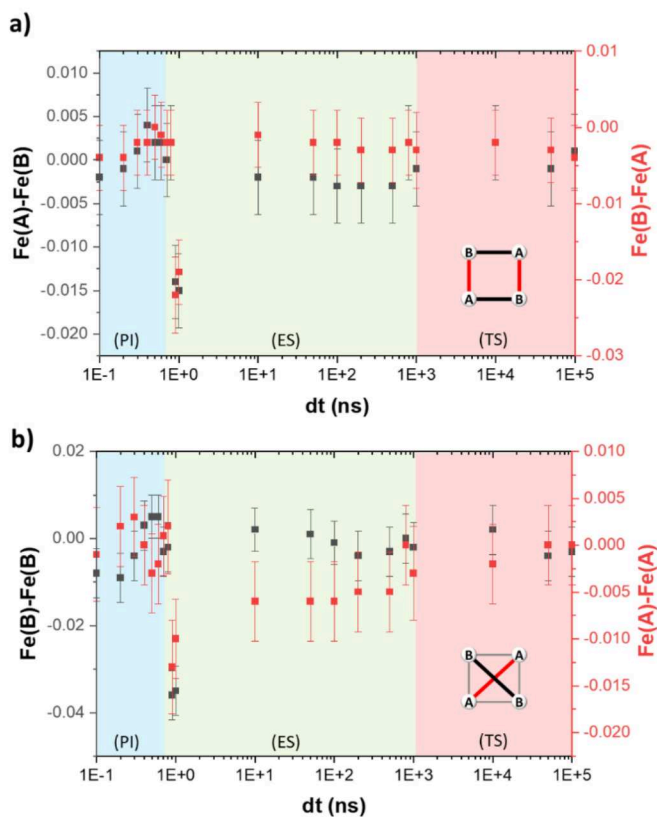 a)
0.010
0.005
0.000
-0.005
-0.010
-0.015
-0.020
Fe(A)-Fe(B)
0.01
0.00
-0.01
-0.02
-0.03
Fe(B)-Fe(A)
B A
A B
(PI) (ES) (TS)
1E-1 1E+0 1E+1 1E+2 1E+3 1E+4 1E+5
dt (ns)
b)
0.02
0.00
-0.02
-0.04
Fe(B)-Fe(B)
0.010
0.005
0.000
-0.005
-0.010
-0.015
-0.020
Fe(A)-Fe(A)
B A
A B
(PI) (ES) (TS)
1E-1 1E+0 1E+1 1E+2 1E+3 1E+4 1E+5
dt (ns)